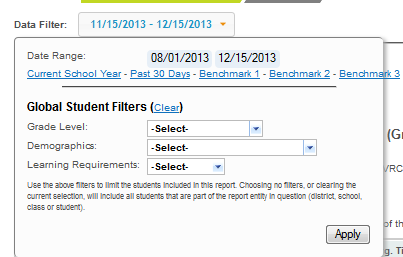 Data Filter: 11/15/2013 - 12/15/2013
Date Range: 08/01/2013 12/15/2013
Current School Year - Past 30 Days - Benchmark 1 - Benchmark 2 - Benchmark 3
Global Student Filters (Clear)
(G
Grade Level: -Select-
Demographics: -Select-
Learning Requirements: -Select-
/RC
Use the above filters to limit the students included in this report. Choosing no filters, or clearing the
current selection, will include all students that are part of the report entity in question (district, school,
class or student).
of th
Apply
g. Ti